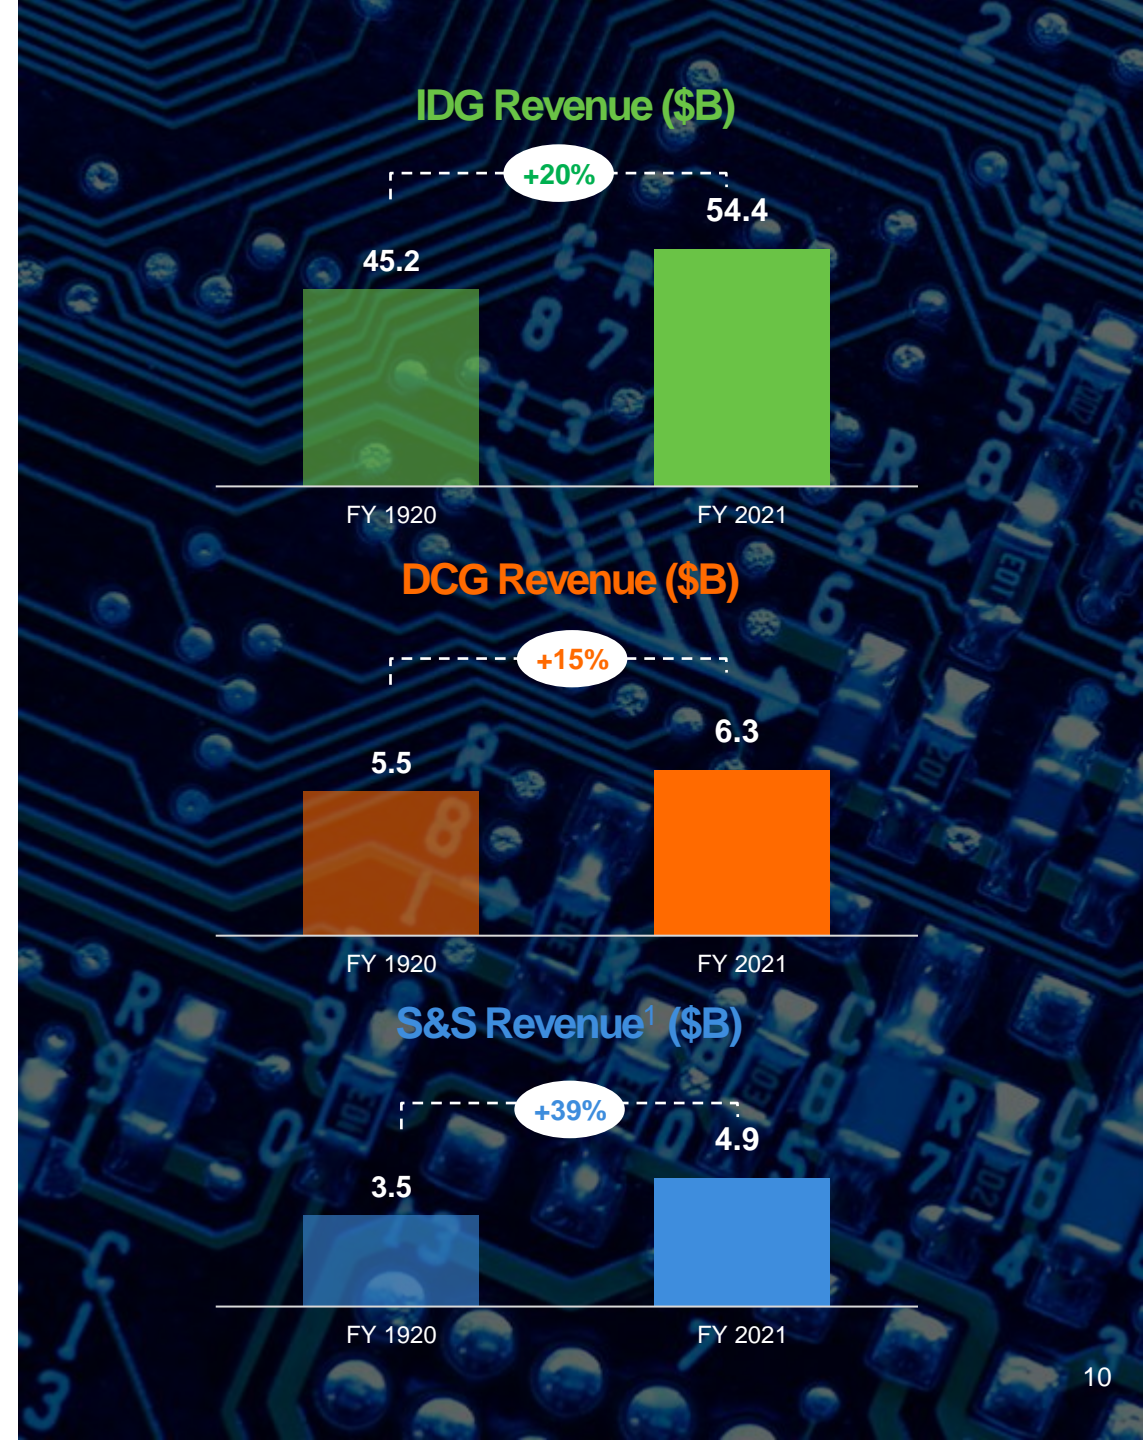 IDG Revenue ($B)
+20%
54.4
45.2
FY 1920
FY 2021
DCG Revenue ($B)
+15%
6.3
5.5
FY 1920
FY 2021
S&S Revenue¹ ($B)
+39%
4.9
3.5
FY 1920
FY 2021
10